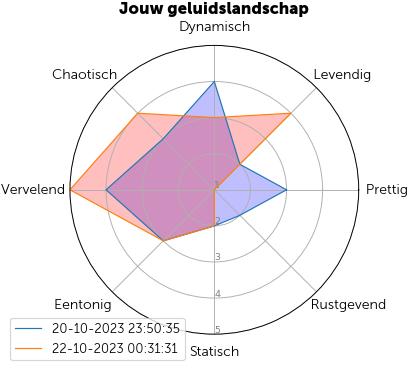 Jouw geluidslandschap
Dynamisch
Chaotisch
Levendig
Vervelend
1
Prettig
2
3
4
Eentonig
Rustgevend
5
20-10-2023 23:50:35
22-10-2023 00:31:31
Statisch